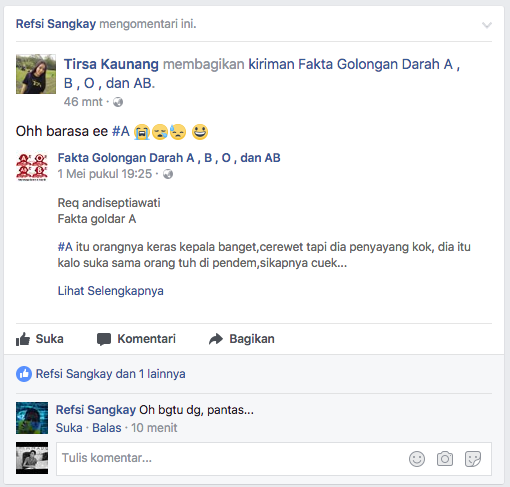 Refsi Sangkay mengomentari ini.
Tirsa Kaunang membagikan kiriman Fakta Golongan Darah A ,
B , O , dan AB.
46 mnt ·
Ohh barasa ee #A 😭😪😓 😀
Fakta Golongan Darah A , B , O , dan AB
1 Mei pukul 19:25 ·
Req andiseptiawati
Fakta goldar A
#A itu orangnya keras kepala banget,cerewet tapi dia penyayang kok, dia itu
kalo suka sama orang tuh di pendem,sikapnya cuek...
Lihat Selengkapnya
Suka Komentari Bagikan
Refsi Sangkay dan 1 lainnya
Refsi Sangkay Oh bgtu dg, pantas...
Suka · Balas · 10 menit
Tulis komentar...